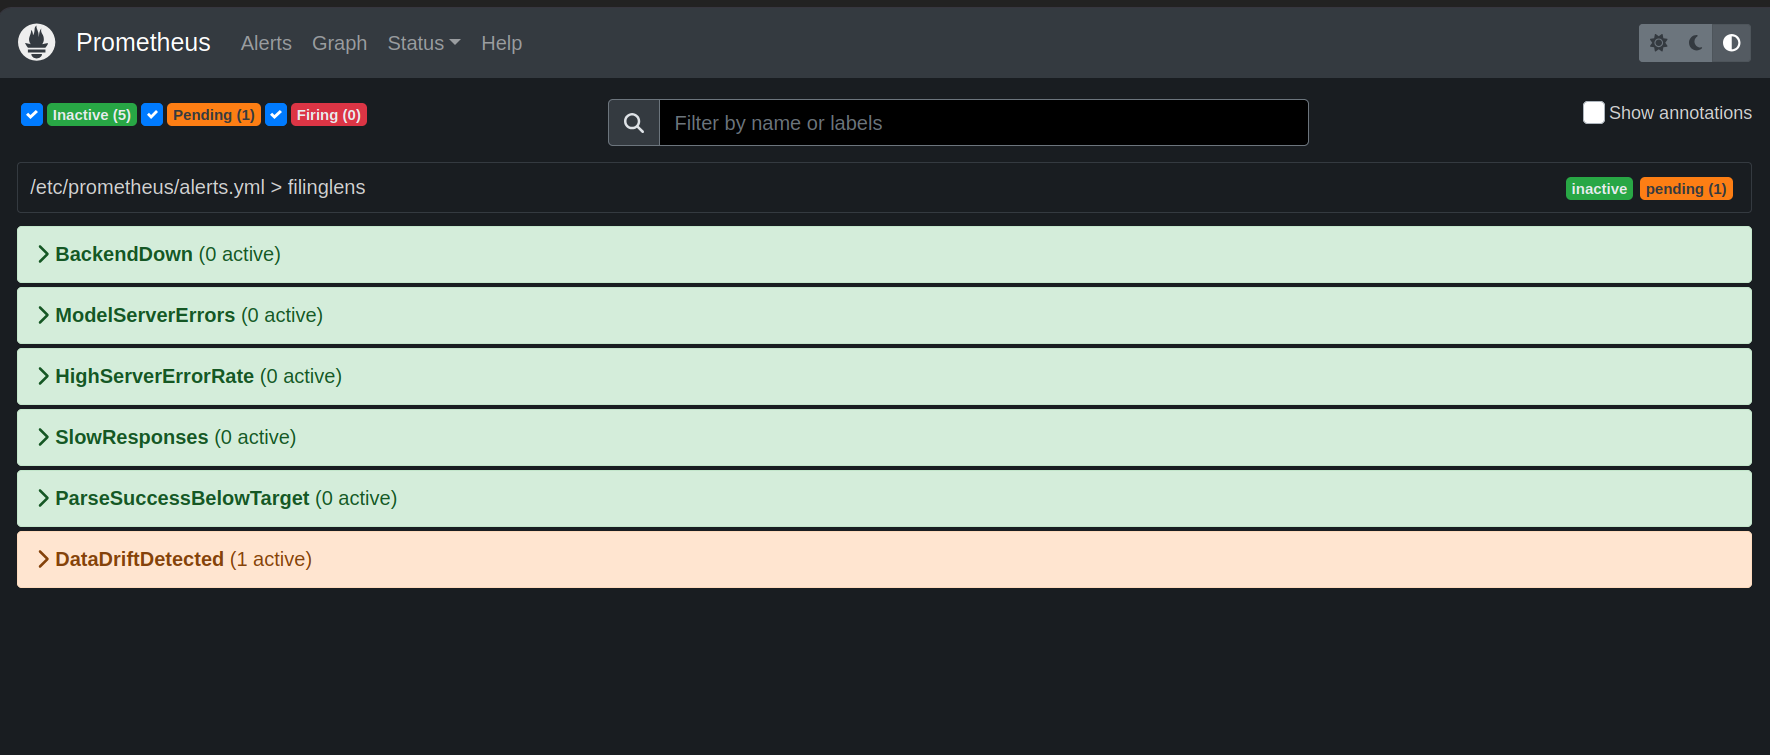 Prometheus Alerts Graph Status Help
Inactive (5) Pending (1) Firing (0)
Filter by name or labels
Show annotations
/etc/prometheus/alerts.yml > filinglens
inactive pending (1)
BackendDown (0 active)
ModelServerErrors (0 active)
HighServerErrorRate (0 active)
SlowResponses (0 active)
ParseSuccessBelowTarget (0 active)
DataDriftDetected (1 active)